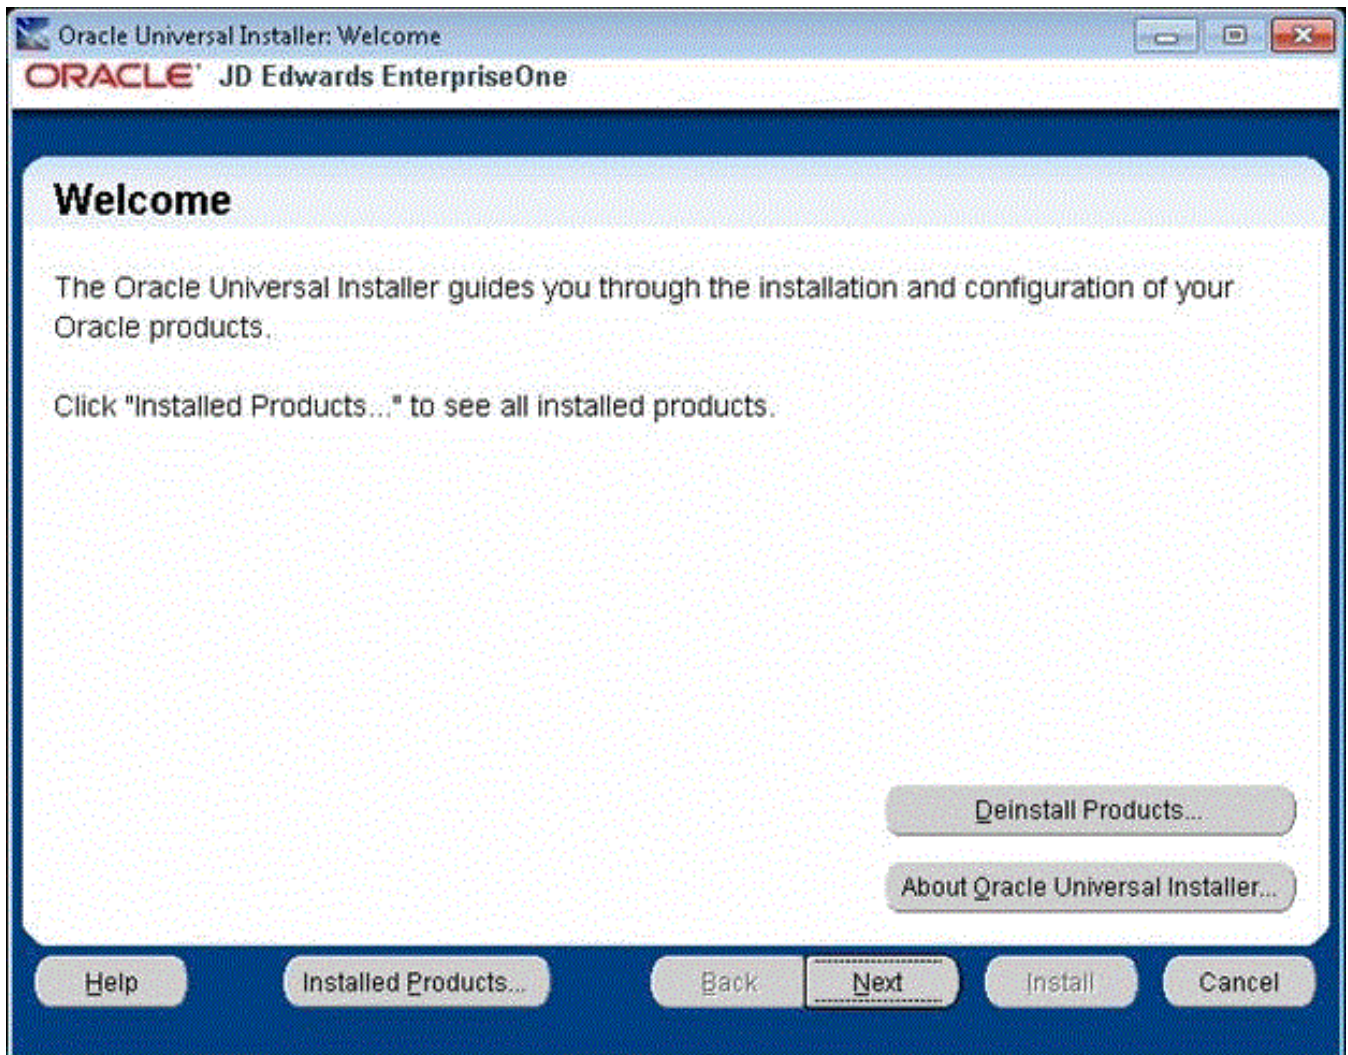 Oracle Universal Installer: Welcome
ORACLE' JD Edwards EnterpriseOne
Welcome
The Oracle Universal Installer guides you through the installation and configuration of your
Oracle products.
Click "Installed Products..." to see all installed products.
Deinstall Products...
About Oracle Universal Installer...
Help Installed Products... Back Next Install Cancel